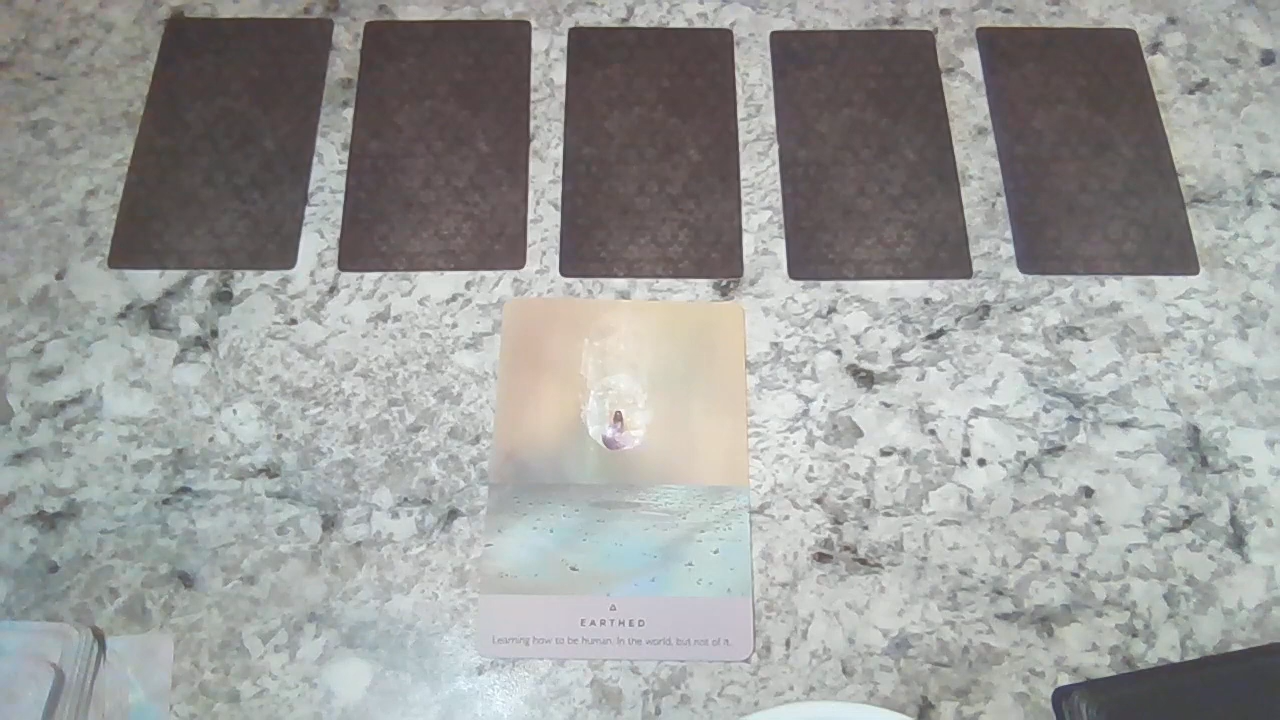 EARTHED
Learning how to be human. In the world, but not of it.